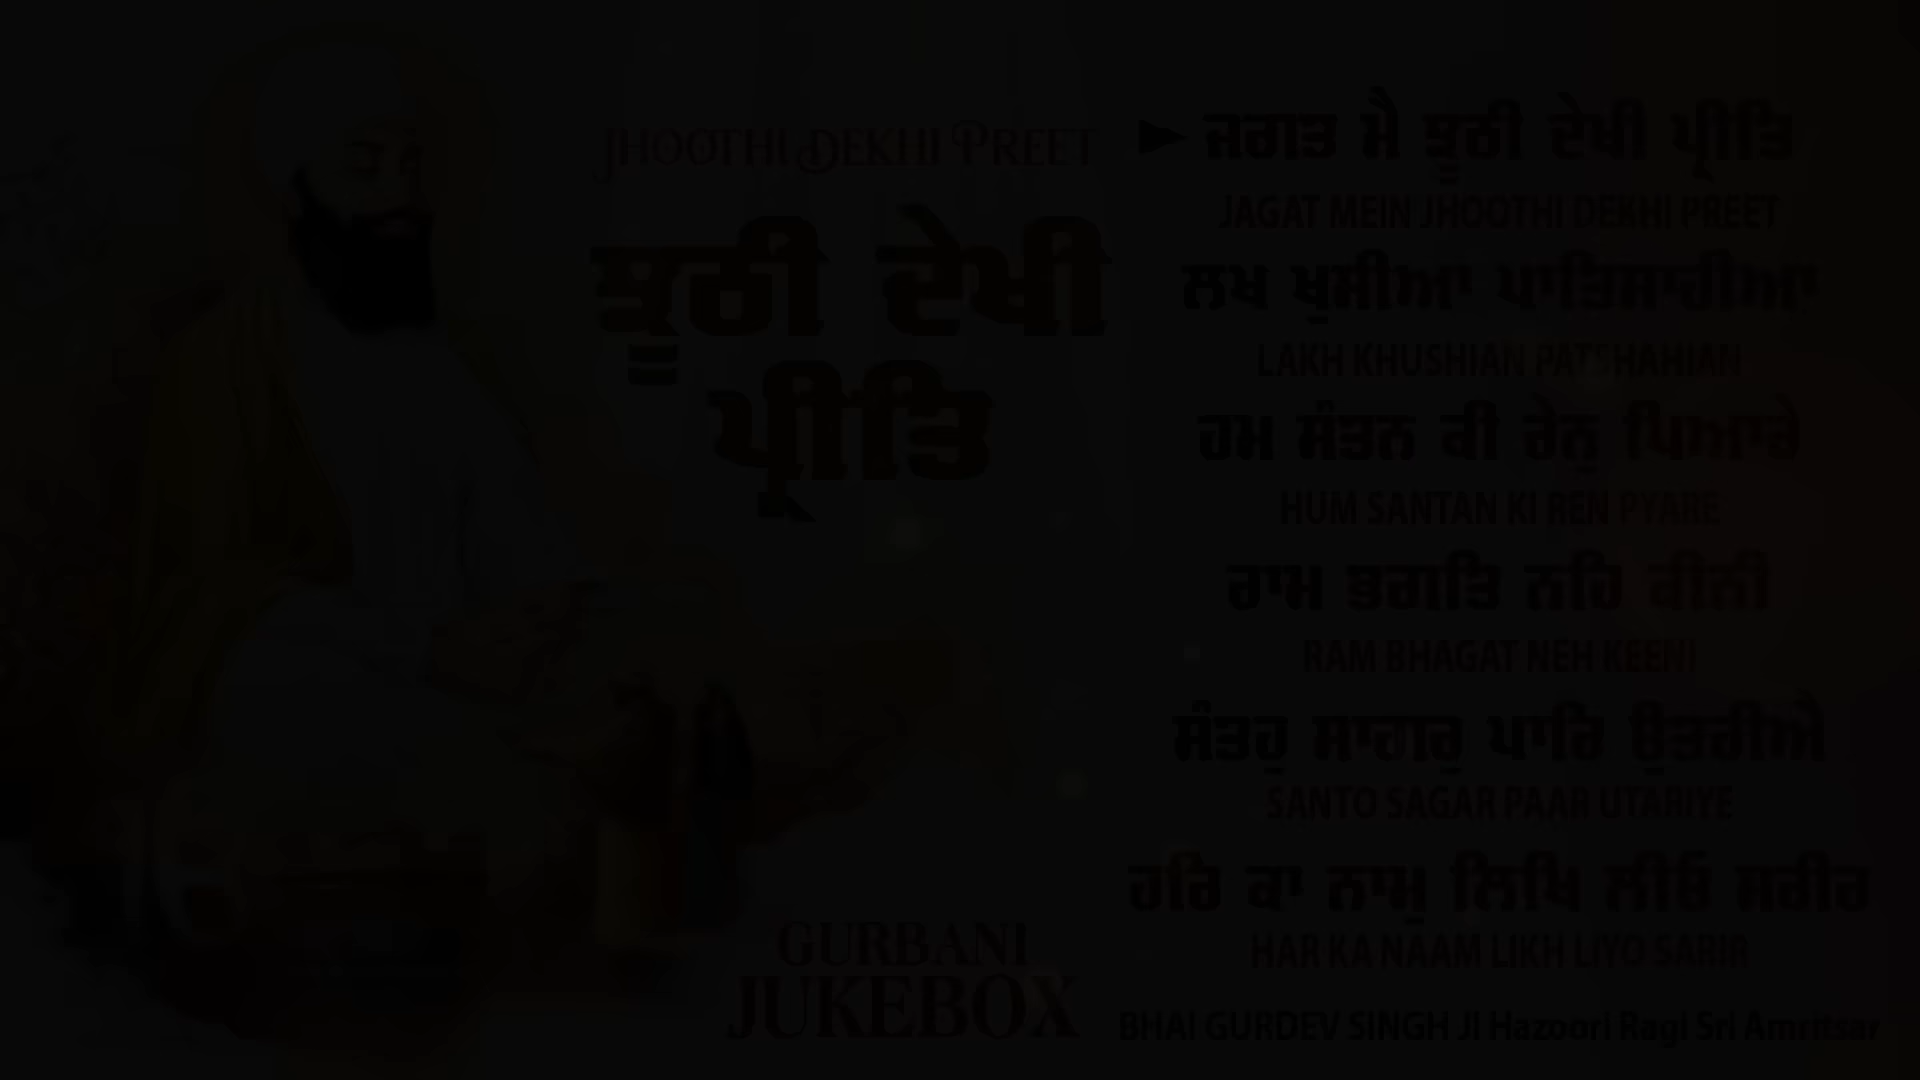 JHOOTHI DEKHI PREET
ਝੂਠੀ ਦੇਖੀ
ਪ੍ਰੀਤਿ
GURBANI
JUKEBOX
ਜਗਤ ਮੈ ਝੂਠੀ ਦੇਖੀ ਪ੍ਰੀਤਿ
JAGAT MEIN JHOOTHI DEKHI PREET
ਲਖ ਖੁਸੀਆ ਪਾਤਿਸਾਹੀਆ
LAKH KHUSHIAN PATSHAHIAN
ਹਮ ਸੰਤਨ ਕੀ ਰੇਨੁ ਪਿਆਰੇ
HUM SANTAN KI REN PYARE
ਰਾਮ ਭਗਤਿ ਨਹਿ ਕੀਨੀ
RAM BHAGAT NEH KEENI
ਸੰਤਹੁ ਸਾਗਰੁ ਪਾਰਿ ਉਤਰੀਐ
SANTO SAGAR PAAR UTARIYE
ਹਰਿ ਕਾ ਨਾਮੁ ਲਿਖਿ ਲੀਓ ਸਰੀਰ
HAR KA NAAM LIKH LIYO SARIR
BHAI GURDEV SINGH JI Hazoori Ragi Sri Amritsar